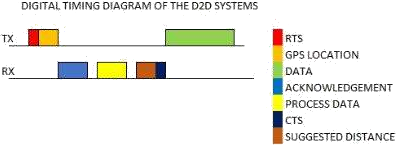 DIGITAL TIMING DIAGRAM OF THE D2D SYSTEMS
TX
RX
RTS
GPS LOCATION
DATA
ACKNOWLEDGEMENT
PROCESS DATA
CTS
SUGGESTED DISTANCE